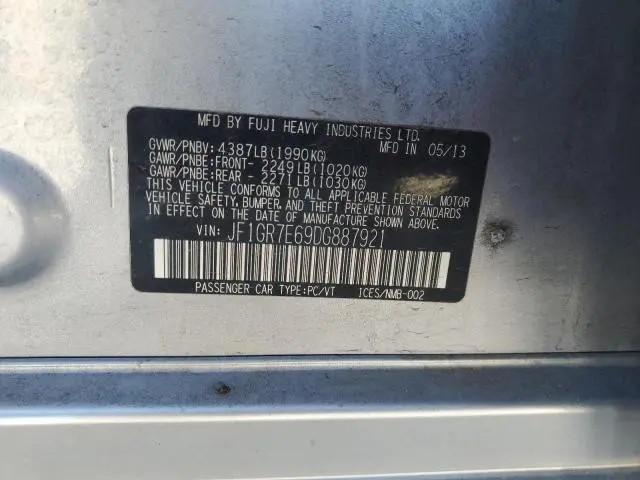 MFD BY FUJI HEAVY INDUSTRIES LTD.
GVWR/PNBV: 4387LB(1990KG) MFD IN 05/13
GAWR/PNBE:FRONT- 2249LB(1020KG)
GAWR/PNBE:REAR - 2271LB(1030KG)
THIS VEHICLE CONFORMS TO ALL APPLICABLE FEDERAL MOTOR
VEHICLE SAFETY, BUMPER, AND THEFT PREVENTION STANDARDS
IN EFFECT ON THE DATE OF MANUFACTURE SHOWN ABOVE.
VIN: JF1GR7E69DG887921
PASSENGER CAR TYPE:PC/VT ICES/NMB-002